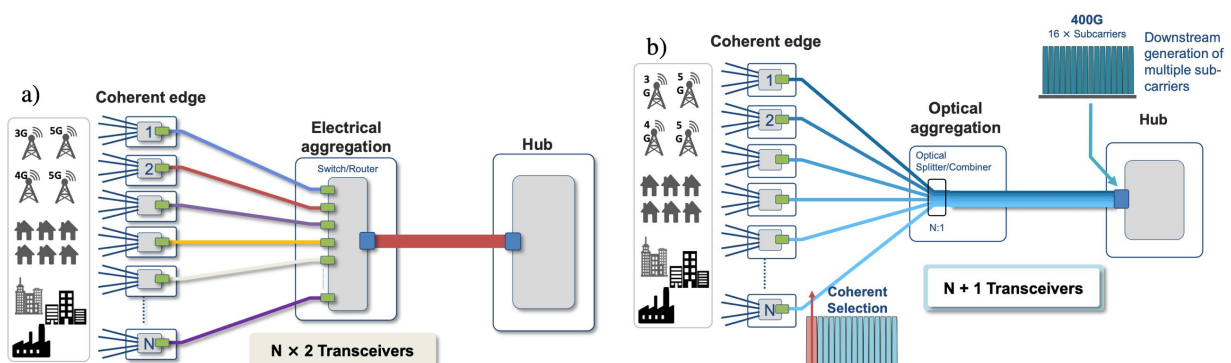 a)
Coherent edge
3G
5G
4G
5G
1
2
N
Electrical
aggregation
Switch/Router
Hub
N × 2 Transceivers
b)
Coherent edge
3
G
5
G
4
G
5
G
1
2
N
Optical
aggregation
Optical
Splitter/Combiner
N:1
400G
16 × Subcarriers
Downstream
generation of
multiple sub-
carriers
Hub
N + 1 Transceivers
Coherent
Selection